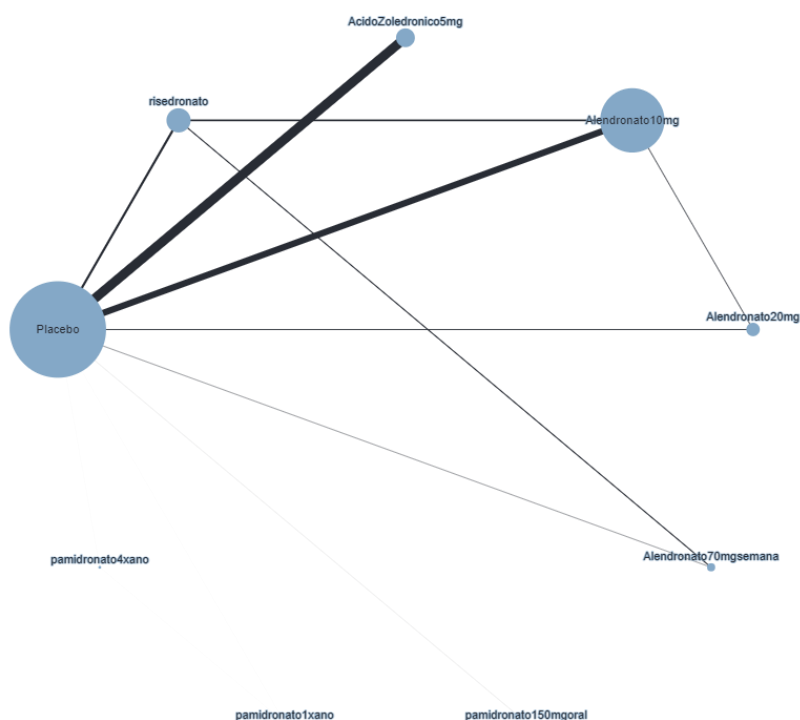 AcidoZoledronico5mg
risedronato
Alendronato10mg
Alendronato20mg
Placebo
Alendronato70mgsemana
pamidronato4xano
pamidronato1xano
pamidronato150mgoral